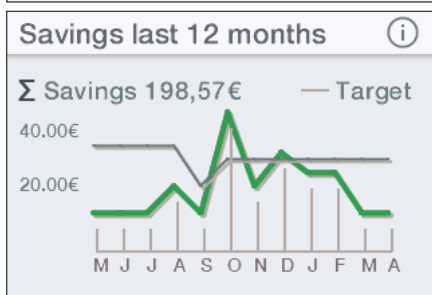 Savings last 12 months i
Σ Savings 198,57€ — Target
40.00€
20.00€
M J J A S O N D J F M A